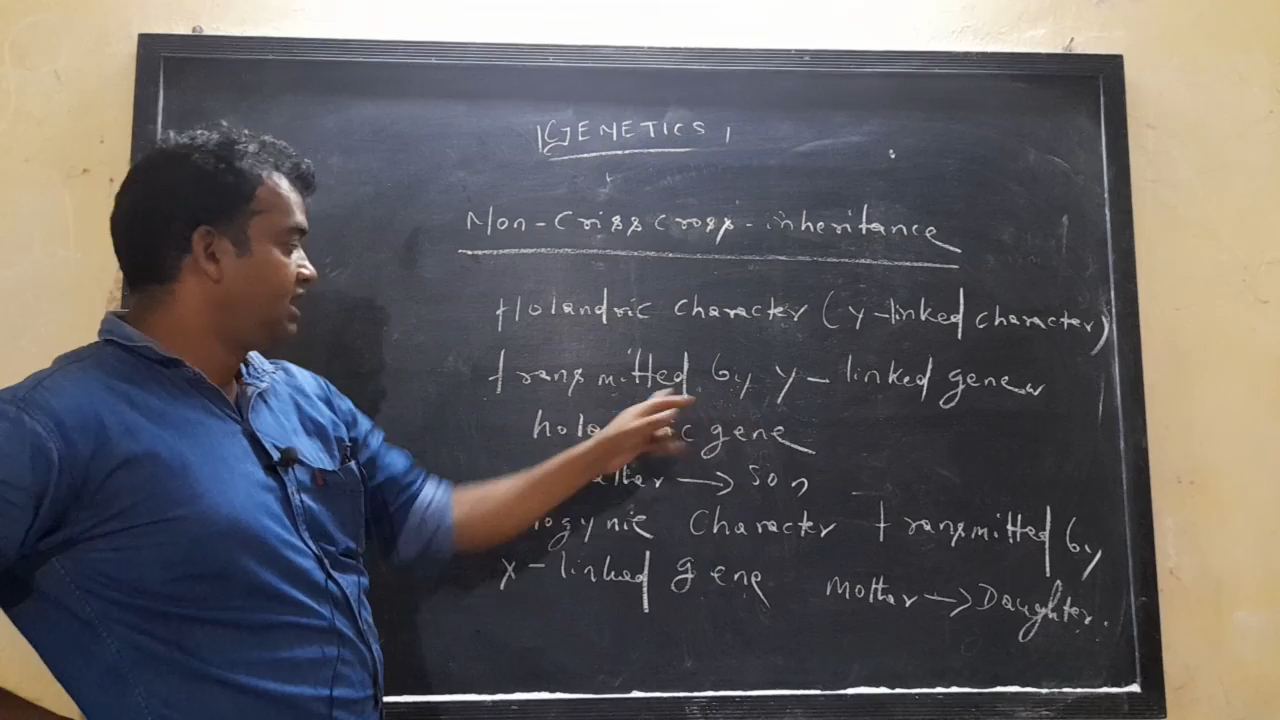 GENETICS
Non-Criss cross-inheritance
Holandric character (y-linked character)
transmitted by y-linked gene
gene
→ son
Character transmitted by
x-linked gene Mother → Daughter.